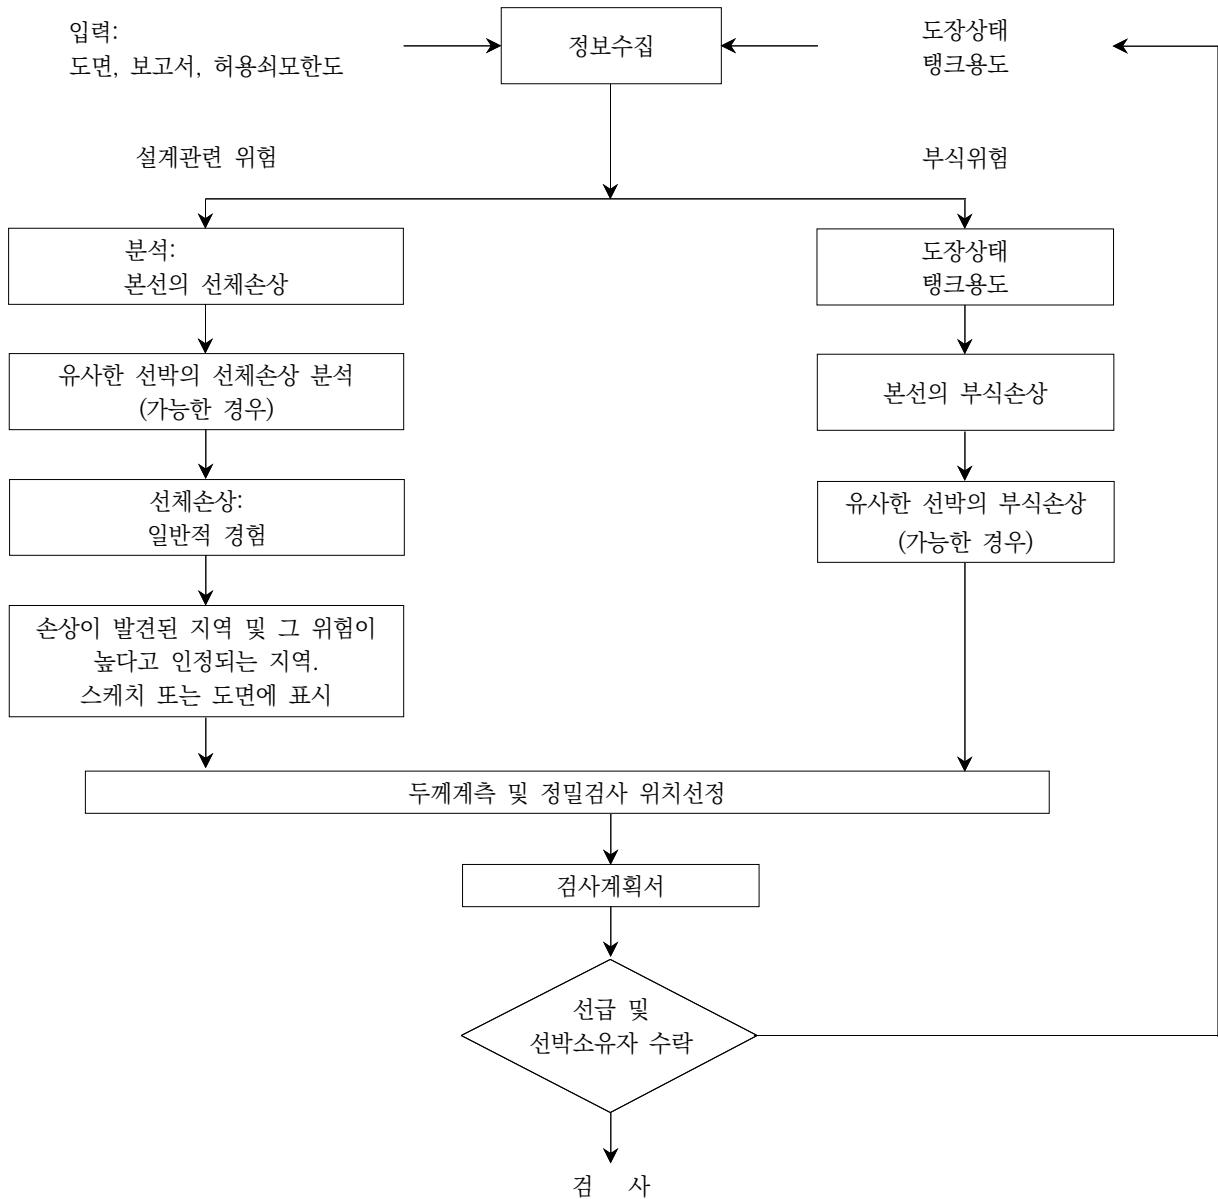 입력:
도면, 보고서, 허용쇠모한도
정보수집
도장상태
탱크용도
설계관련 위험
부식위험
분석:
본선의 선체손상
도장상태
탱크용도
유사한 선박의 선체손상 분석
(가능한 경우)
본선의 부식손상
선체손상:
일반적 경험
유사한 선박의 부식손상
(가능한 경우)
손상이 발견된 지역 및 그 위험이
높다고 인정되는 지역.
스케치 또는 도면에 표시
두께계측 및 정밀검사 위치선정
검사계획서
선급 및
선박소유자 수락
검 사